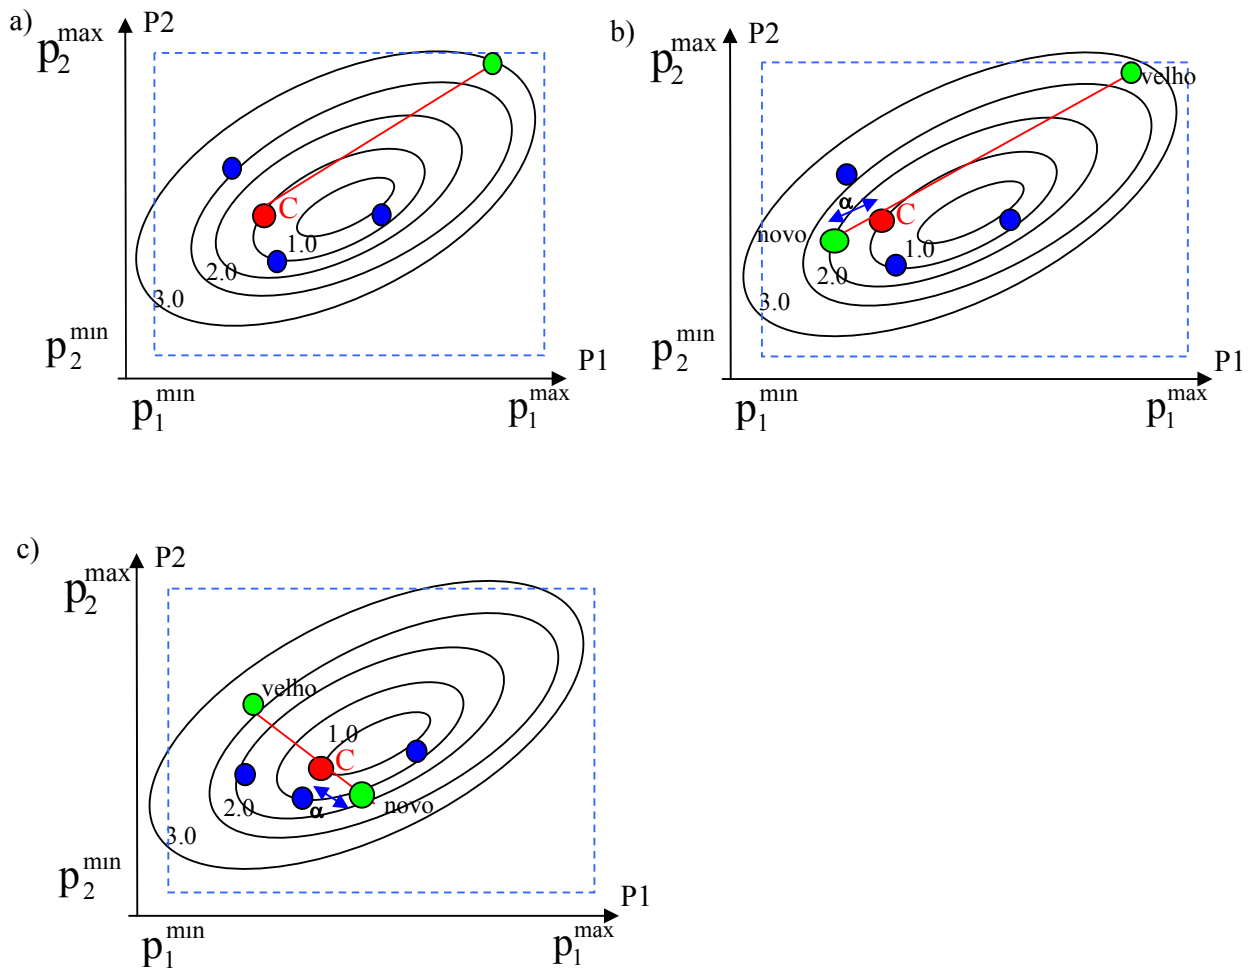 a)
P2
p₂ᵐᵃˣ
C
1.0
2.0
3.0
p₂ᵐⁱⁿ
P1
p₁ᵐⁱⁿ
p₁ᵐᵃˣ
b)
P2
p₂ᵐᵃˣ
velho
α
C
novo
1.0
2.0
3.0
p₂ᵐⁱⁿ
P1
p₁ᵐⁱⁿ
p₁ᵐᵃˣ
c)
P2
p₂ᵐᵃˣ
velho
1.0
C
2.0
α
novo
3.0
p₂ᵐⁱⁿ
P1
p₁ᵐⁱⁿ
p₁ᵐᵃˣ